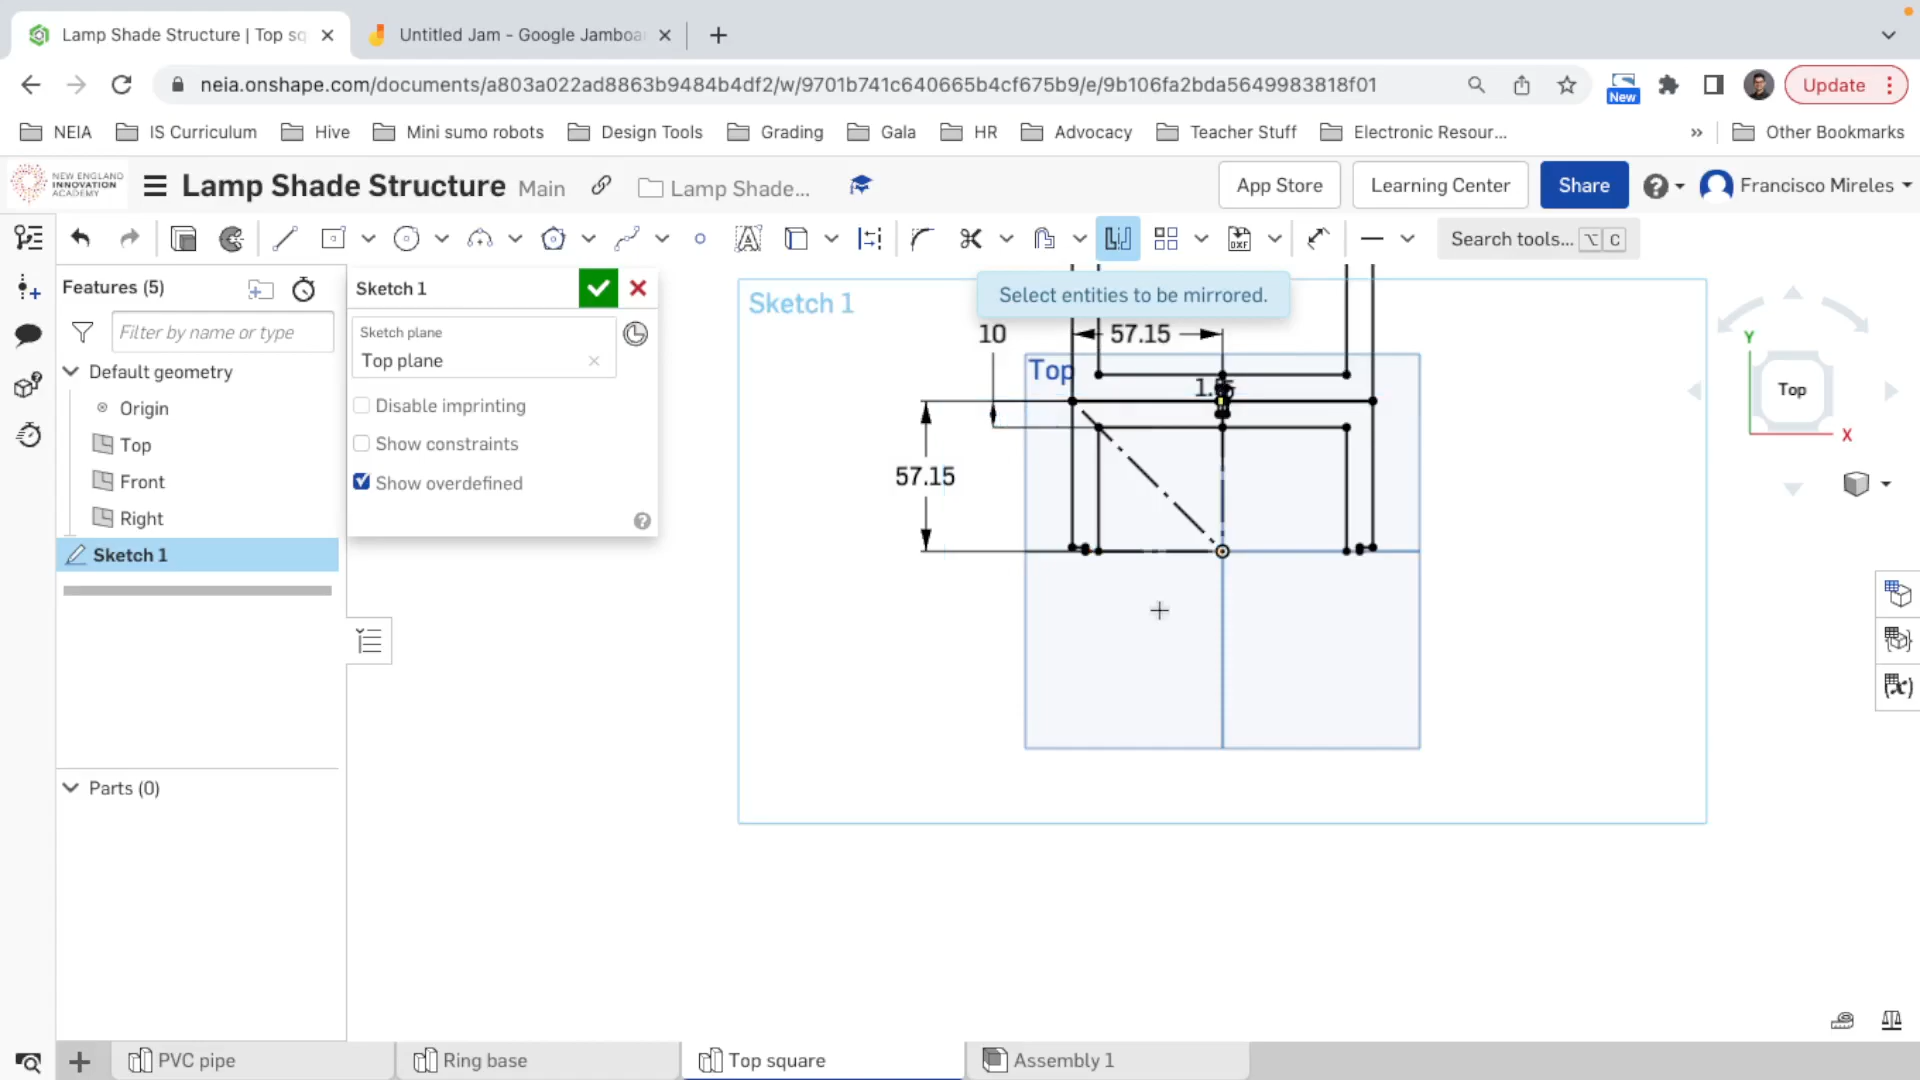 Lamp Shade Structure | Top sq
Untitled Jam - Google Jamboa
neia.onshape.com/documents/a803a022ad8863b9484b4df2/w/9701b741c640665b4cf675b9/e/9b106fa2bda5649983818f01
New
Update
NEIA
IS Curriculum
Hive
Mini sumo robots
Design Tools
Grading
Gala
HR
Advocacy
Teacher Stuff
Electronic Resour...
»
Other Bookmarks
NEW ENGLAND
INNOVATION
ACADEMY
Lamp Shade Structure
Main
Lamp Shade...
App Store
Learning Center
Share
Francisco Mireles
DXF
Search tools... ⌥ C
Features (5)
Filter by name or type
Default geometry
Origin
Top
Front
Right
Sketch 1
Parts (0)
Sketch 1
Sketch plane
Top plane
Disable imprinting
Show constraints
Show overdefined
Select entities to be mirrored.
Sketch 1
10
57.15
Top
57.15
Y
Top
X
PVC pipe
Ring base
Top square
Assembly 1